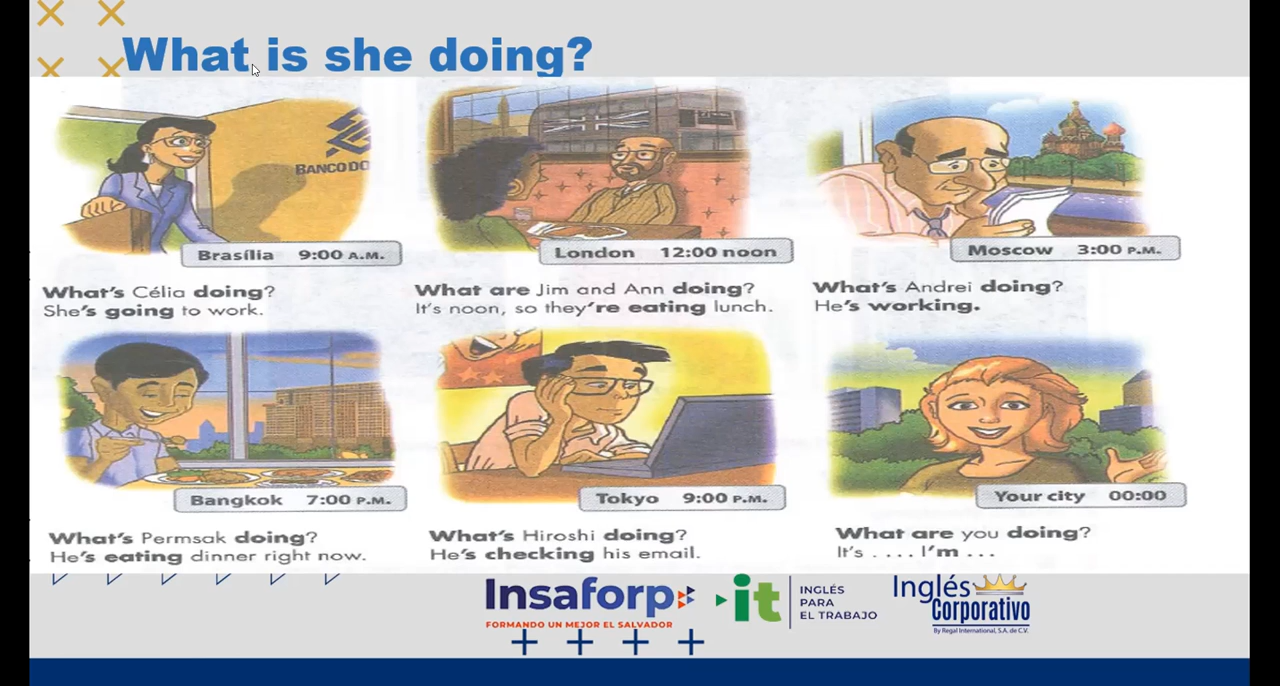 What is she doing?
BANCO DO
Brasília 9:00 A.M.
What's Célia doing?
She's going to work.
London 12:00 noon
What are Jim and Ann doing?
It's noon, so they're eating lunch.
Moscow 3:00 P.M.
What's Andrei doing?
He's working.
Bangkok 7:00 P.M.
What's Permsak doing?
He's eating dinner right now.
Tokyo 9:00 P.M.
What's Hiroshi doing?
He's checking his email.
Your city 00:00
What are you doing?
It's . . . . I'm . . .
Insaforp
FORMANDO UN MEJOR EL SALVADOR
it
INGLÉS
PARA
EL TRABAJO
Inglés
Corporativo
By Regal International, S.A. de C.V.